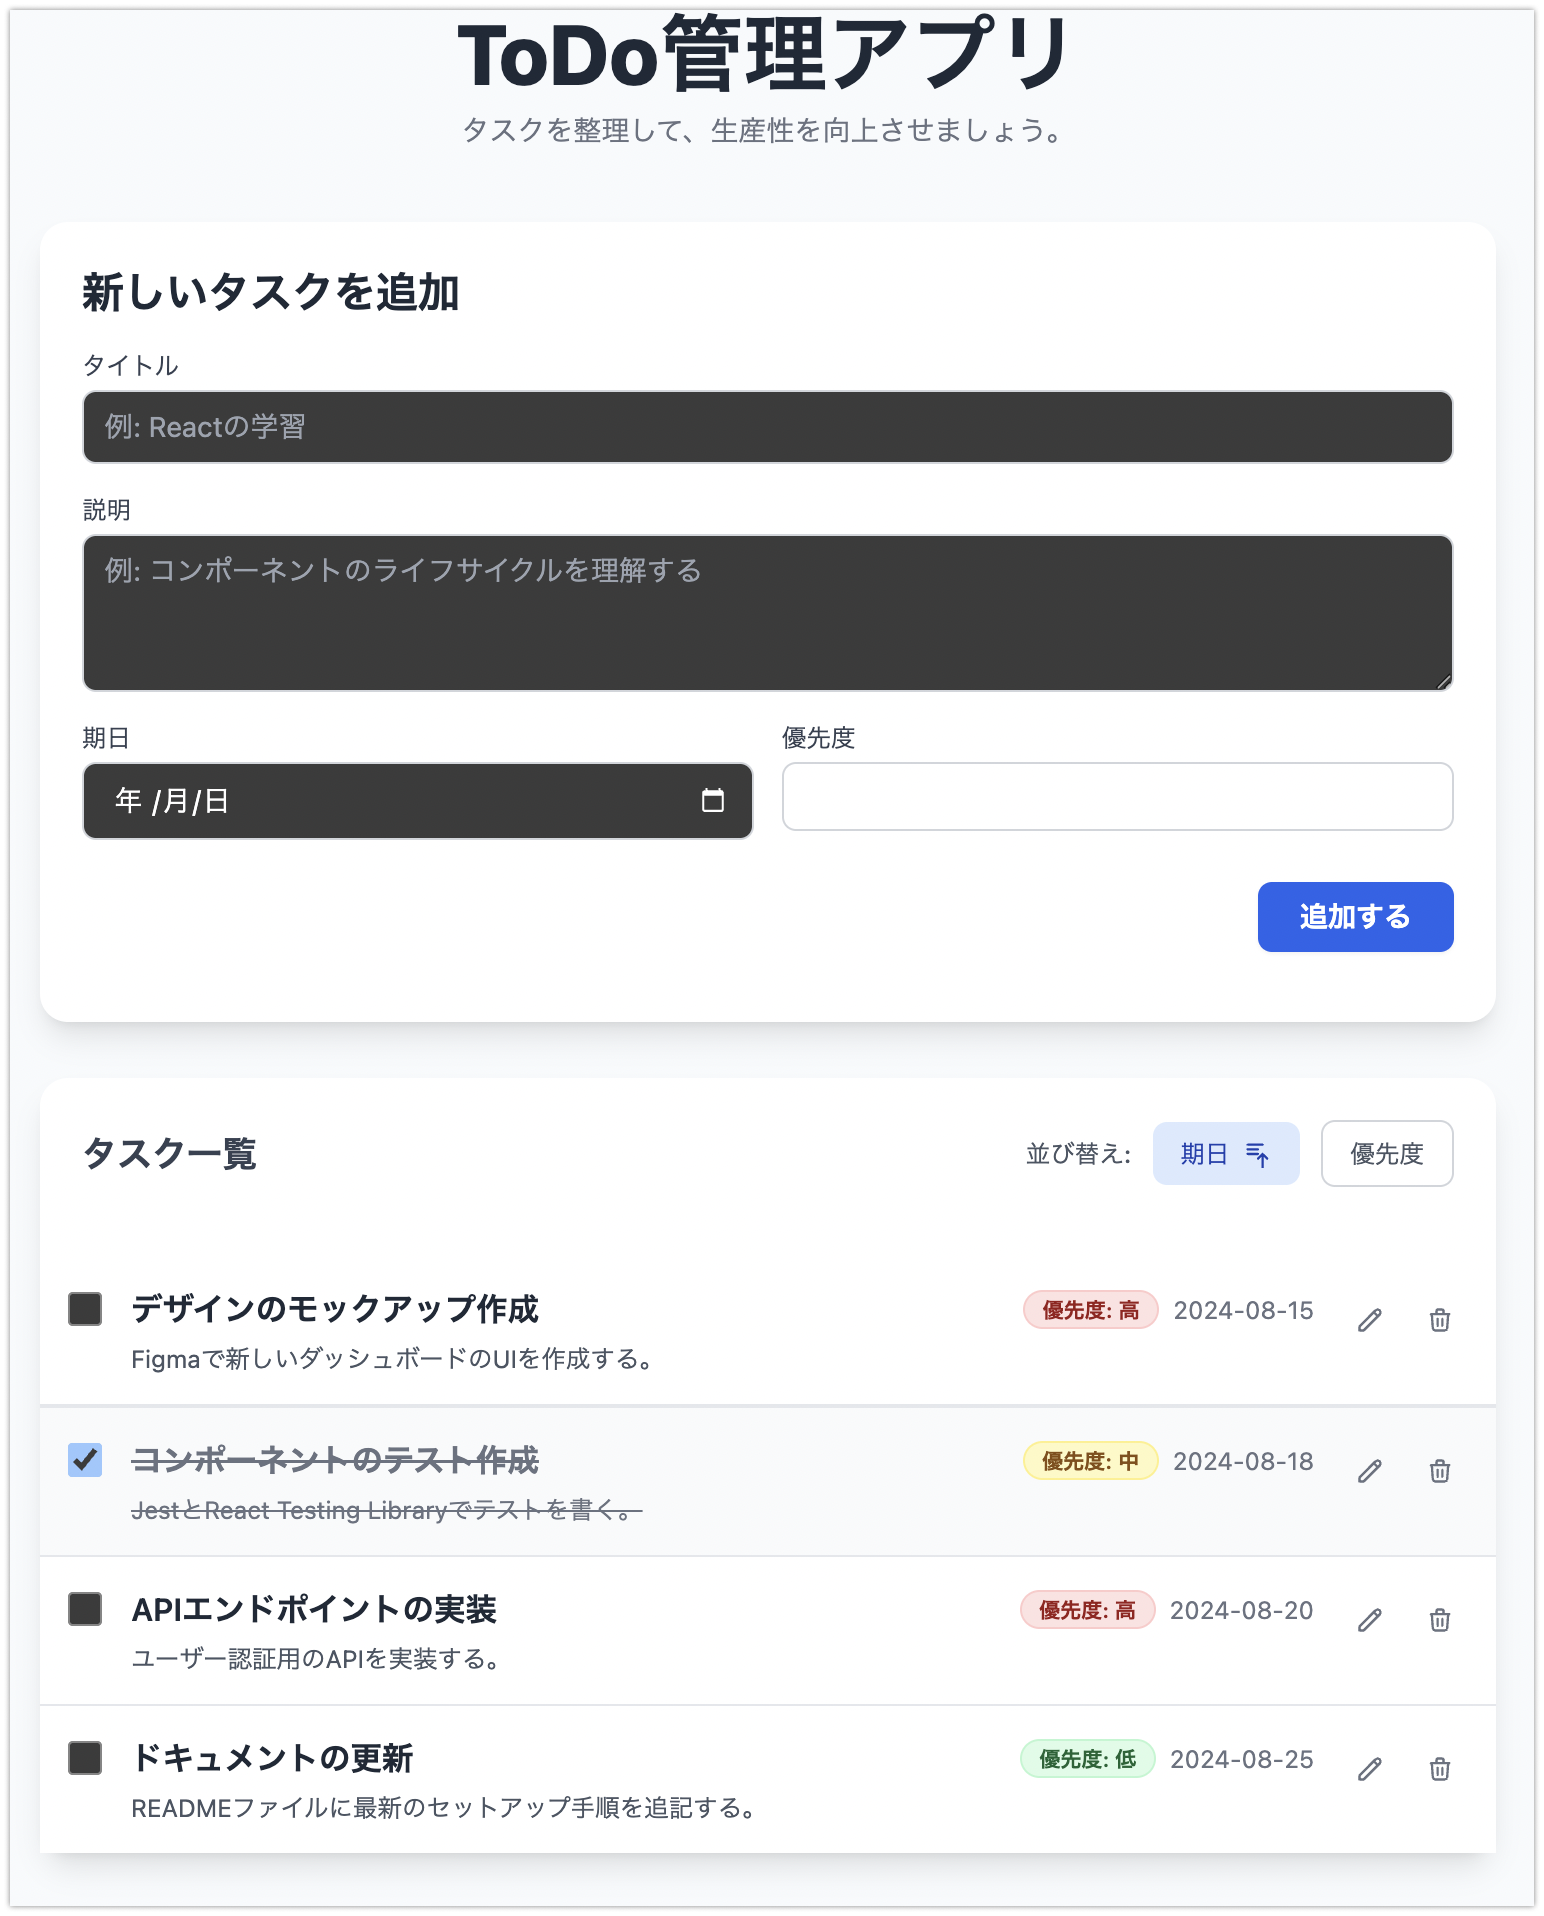 ToDo管理アプリ
タスクを整理して、生産性を向上させましょう。
新しいタスクを追加
タイトル
例: Reactの学習
説明
例: コンポーネントのライフサイクルを理解する
期日
優先度
年 /月/日
追加する
タスク一覧
並び替え: 期日 優先度
デザインのモックアップ作成 優先度: 高 2024-08-15
Figmaで新しいダッシュボードのUIを作成する。
コンポーネントのテスト作成 優先度: 中 2024-08-18
JestとReact Testing Libraryでテストを書く。
APIエンドポイントの実装 優先度: 高 2024-08-20
ユーザー認証用のAPIを実装する。
ドキュメントの更新 優先度: 低 2024-08-25
READMEファイルに最新のセットアップ手順を追記する。